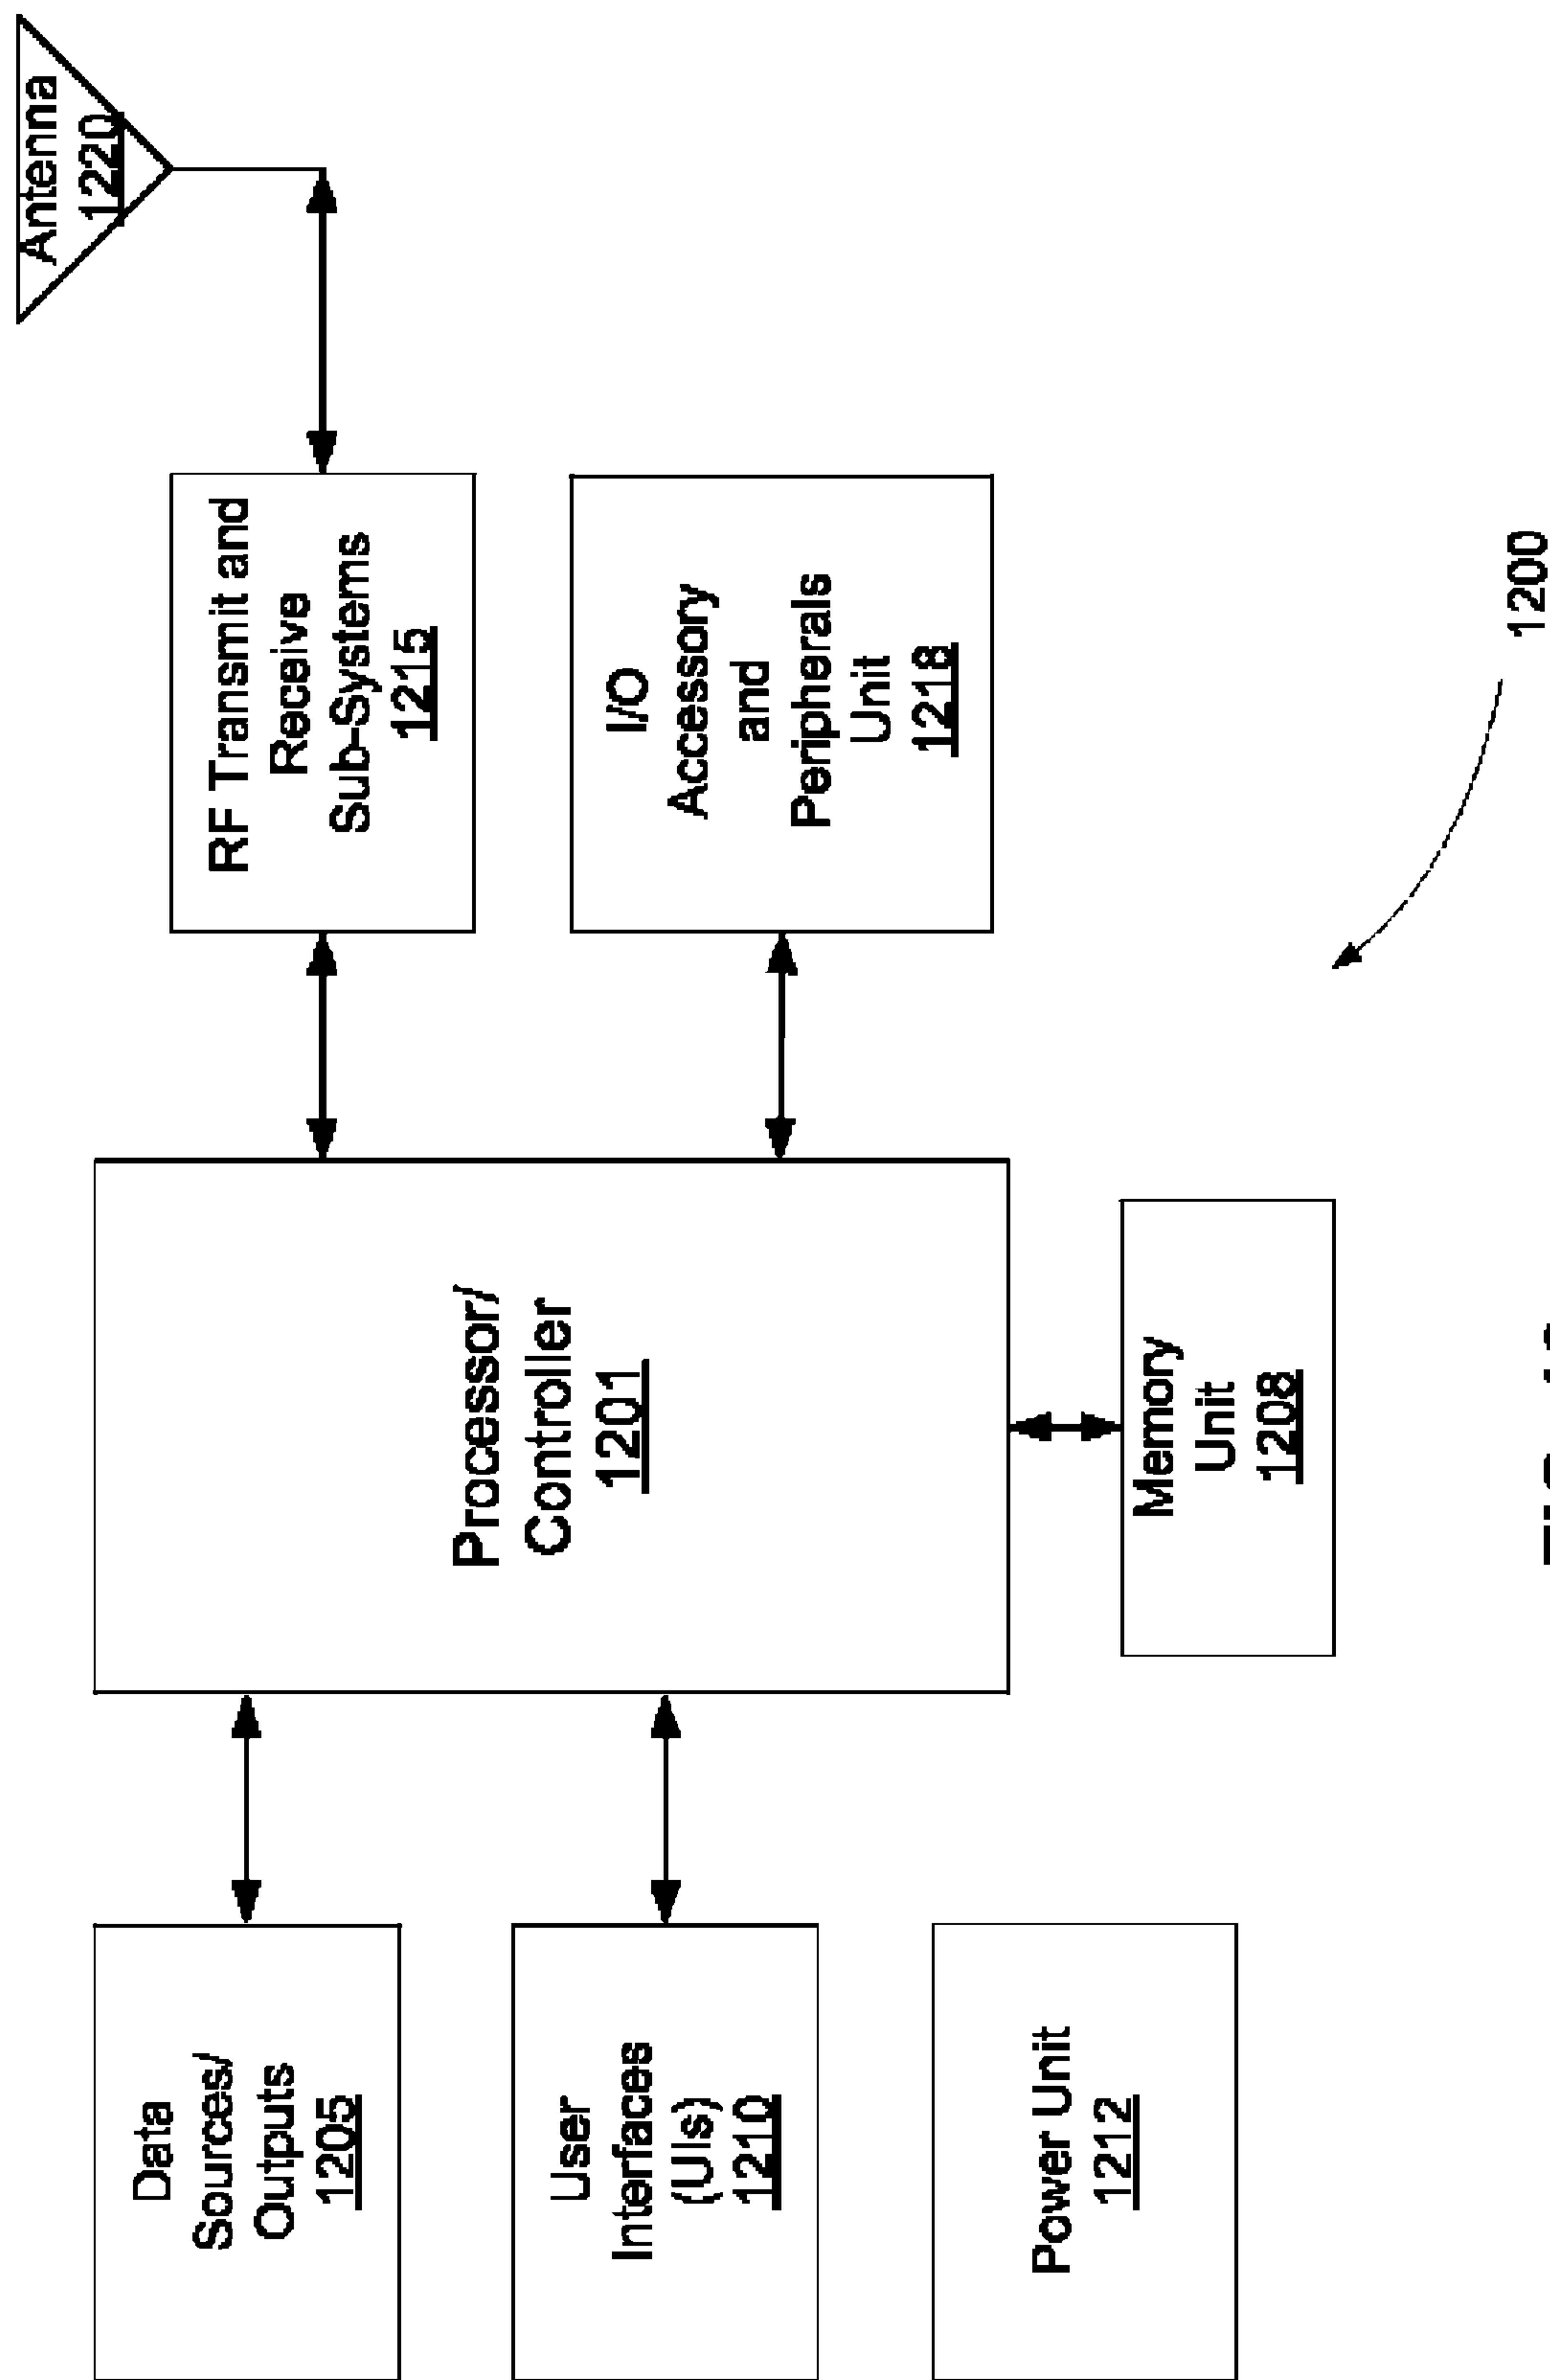 Antenna
1220
RF Transmit and
Receive
Sub-Systems
1215
I/O
Accessory
and
Peripherals
Unit
1218
Processor/
Controller
1201
Memory
Unit
1208
Data
Sources/
Outputs
1205
User
Interfaces
(UIs)
1210
Power Unit
1212
1200